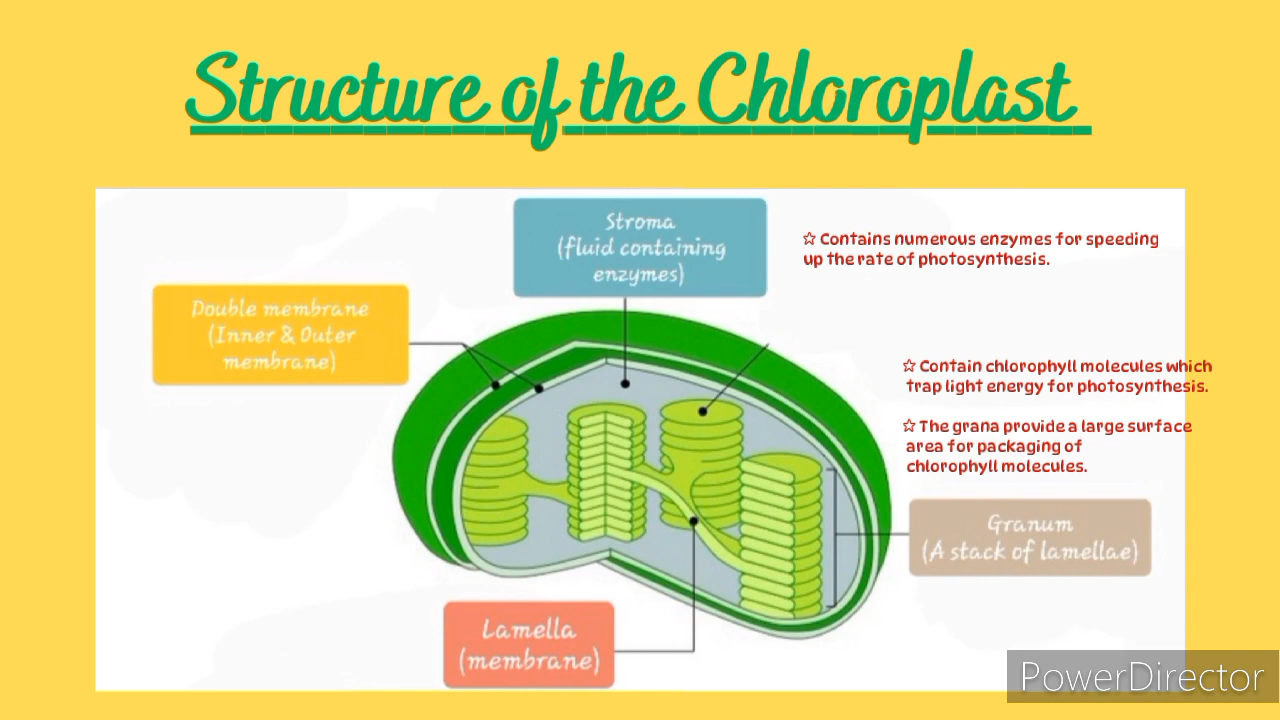 Structure of the Chloroplast
Stroma
(fluid containing
enzymes)
☆ Contains numerous enzymes for speeding
up the rate of photosynthesis.
Double membrane
(Inner & Outer
membrane)
☆ Contain chlorophyll molecules which
trap light energy for photosynthesis.
☆ The grana provide a large surface
area for packaging of
chlorophyll molecules.
Granum
(A stack of lamellae)
Lamella
(membrane)
PowerDirector